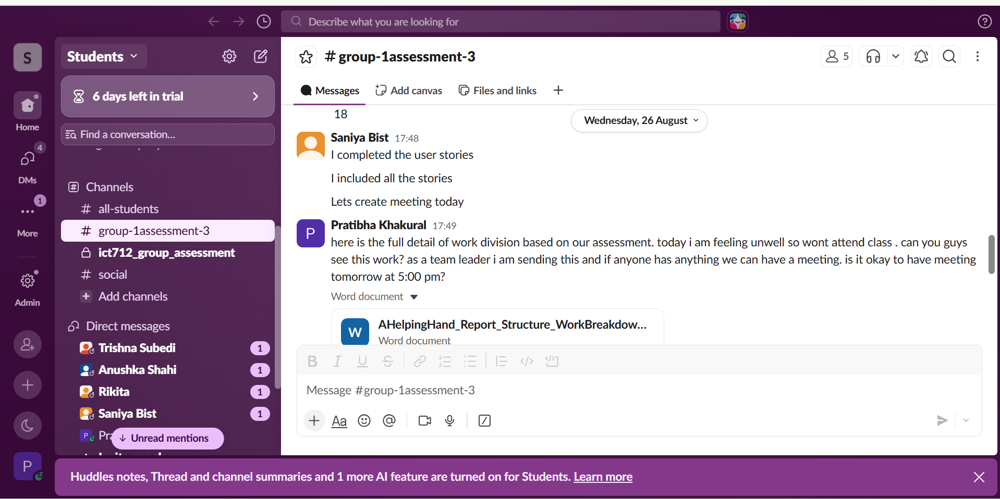 Describe what you are looking for
S
Home
4
DMs
1
More
Admin
P
Students
6 days left in trial
Find a conversation...
Channels
# all-students
# group-1assessment-3
ict712_group_assessment
# social
+ Add channels
Direct messages
Trishna Subedi 1
Anushka Shahi 1
Rikita 1
Saniya Bist 1
P Pra
↓ Unread mentions
# group-1assessment-3
5
Messages
Add canvas
Files and links
+
18
Wednesday, 26 August
Saniya Bist 17:48
I completed the user stories
I included all the stories
Lets create meeting today
P
Pratibha Khakural 17:49
here is the full detail of work division based on our assessment. today i am feeling unwell so wont attend class . can you guys
see this work? as a team leader i am sending this and if anyone has anything we can have a meeting. is it okay to have meeting
tomorrow at 5:00 pm?
Word document
W
AHelpingHand_Report_Structure_WorkBreakdow...
Word document
B I U S
Message #group-1assessment-3
+ Aa @
Huddles notes, Thread and channel summaries and 1 more AI feature are turned on for Students. Learn more